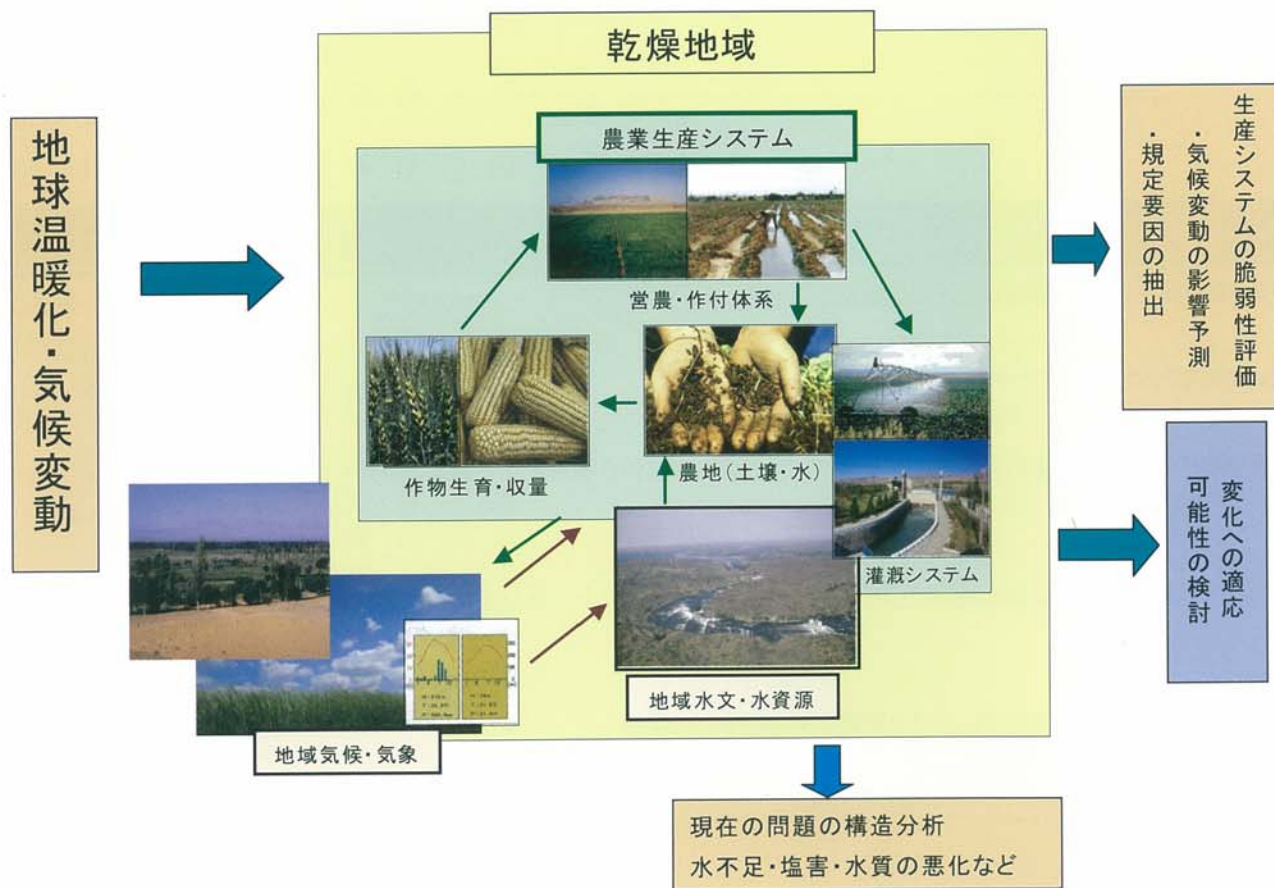 乾燥地域
地球温暖化・気候変動
農業生産システム
営農・作付体系
作物生育・収量
農地(土壌・水)
灌漑システム
地域水文・水資源
地域気候・気象
生産システムの脆弱性評価
・気候変動の影響予測
・規定要因の抽出
変化への適応
可能性の検討
現在の問題の構造分析
水不足・塩害・水質の悪化など